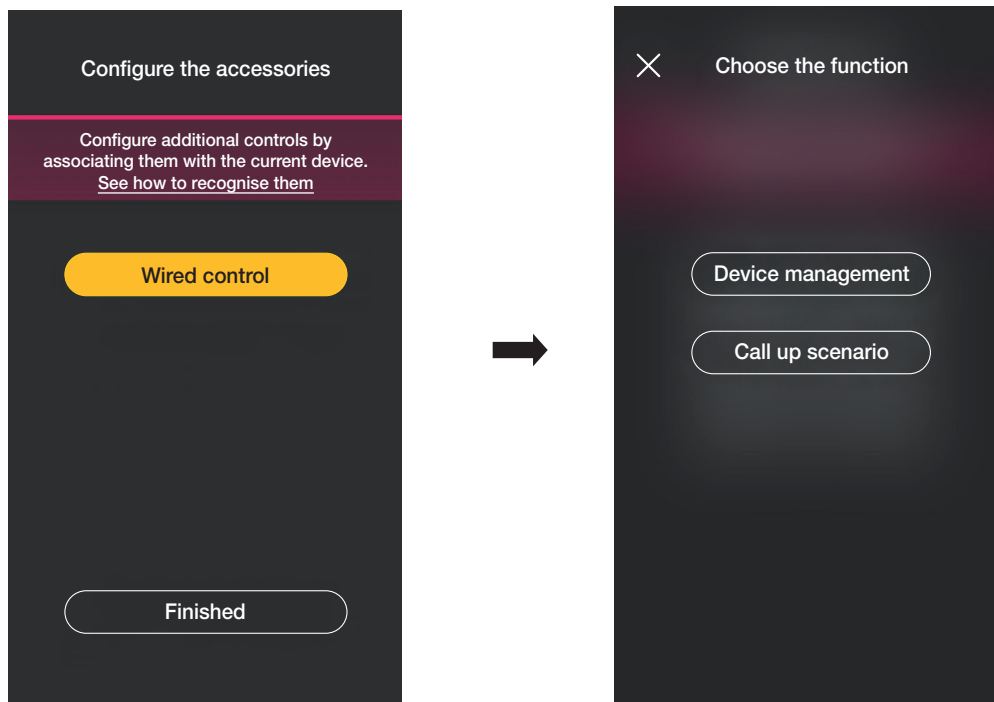 Configure the accessories
Configure additional controls by
associating them with the current device.
See how to recognise them
Wired control
Finished
Choose the function
Device management
Call up scenario